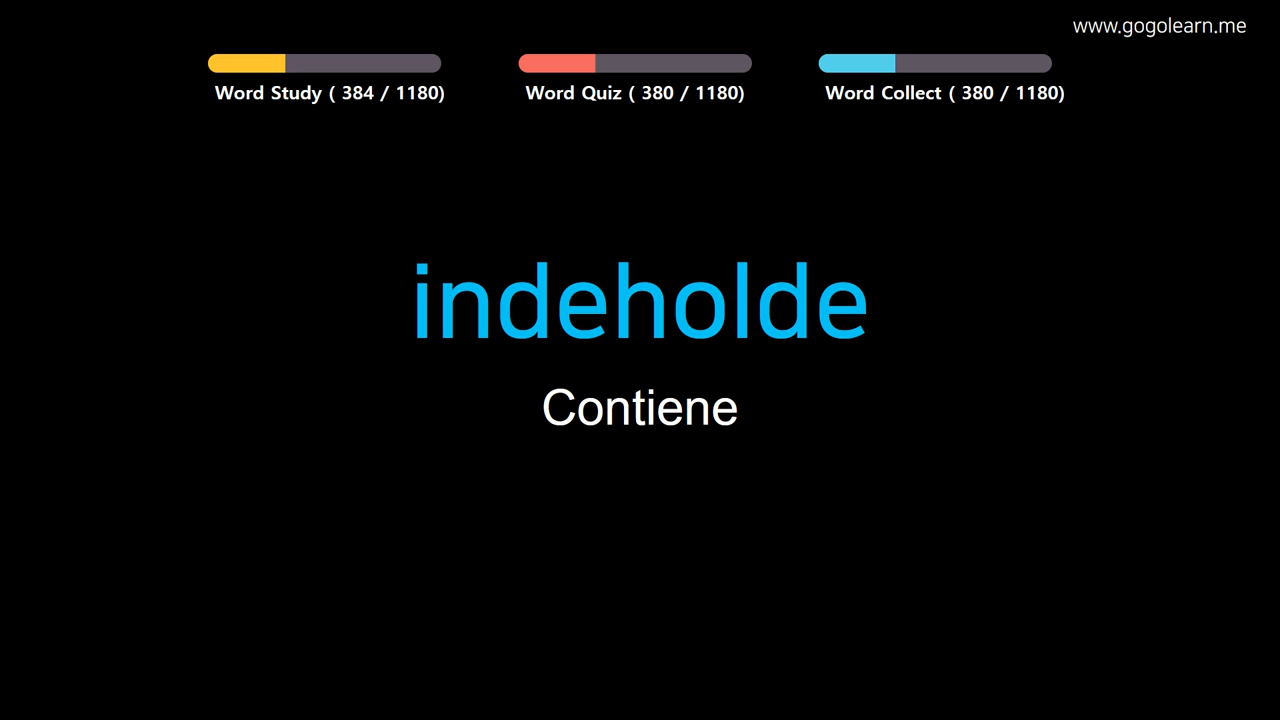 www.gogolearn.me
Word Study ( 384 / 1180)
Word Quiz ( 380 / 1180)
Word Collect ( 380 / 1180)
indeholde
Contiene